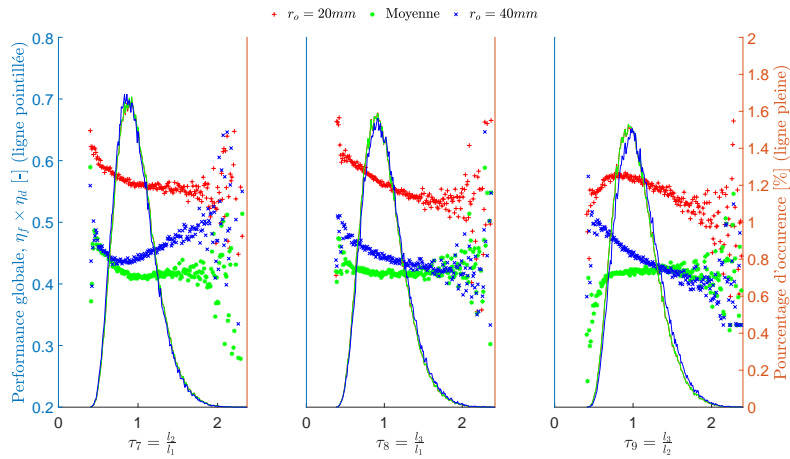 r_o = 20mm Moyenne r_o = 40mm
Performance globale, η_f × η_d [-] (ligne pointillée)
0.8
0.7
0.6
0.5
0.4
0.3
0.2
0 1 2
τ_7 = l_2/l_1
0 1 2
τ_8 = l_3/l_1
0 1 2
τ_9 = l_3/l_2
2
1.8
1.6
1.4
1.2
1
0.8
0.6
0.4
0.2
0
Pourcentage d'occurence [%] (ligne pleine)